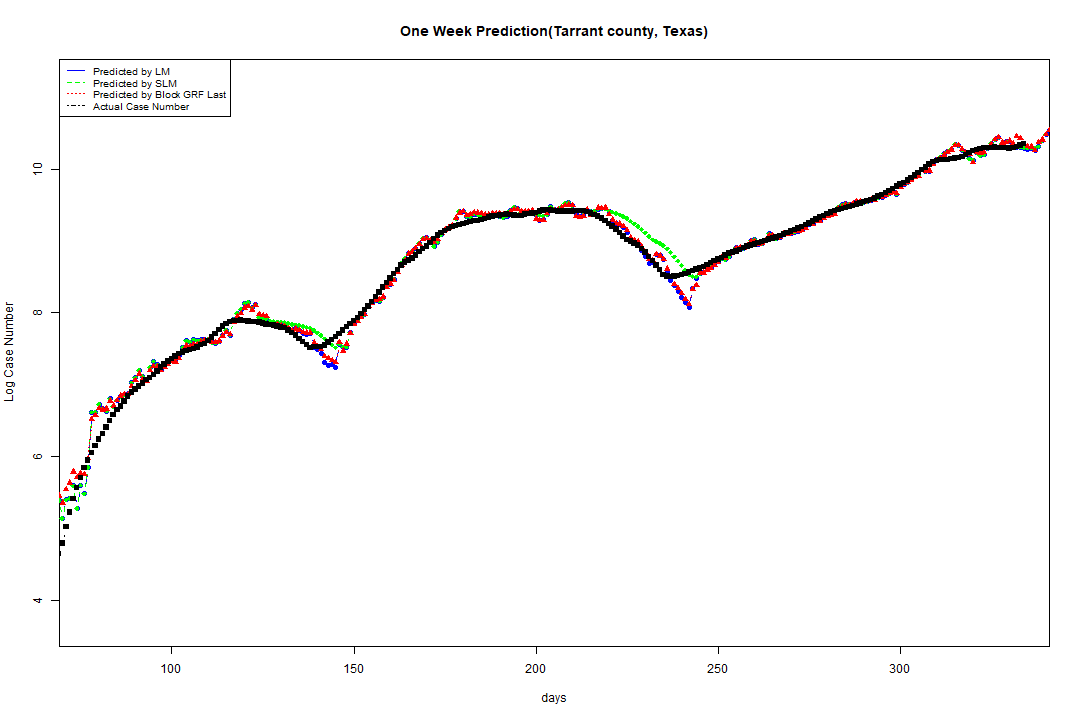 One Week Prediction(Tarrant county, Texas)
Predicted by LM
Predicted by SLM
Predicted by Block GRF Last
Actual Case Number
10
8
6
4
Log Case Number
100 150 200 250 300
days